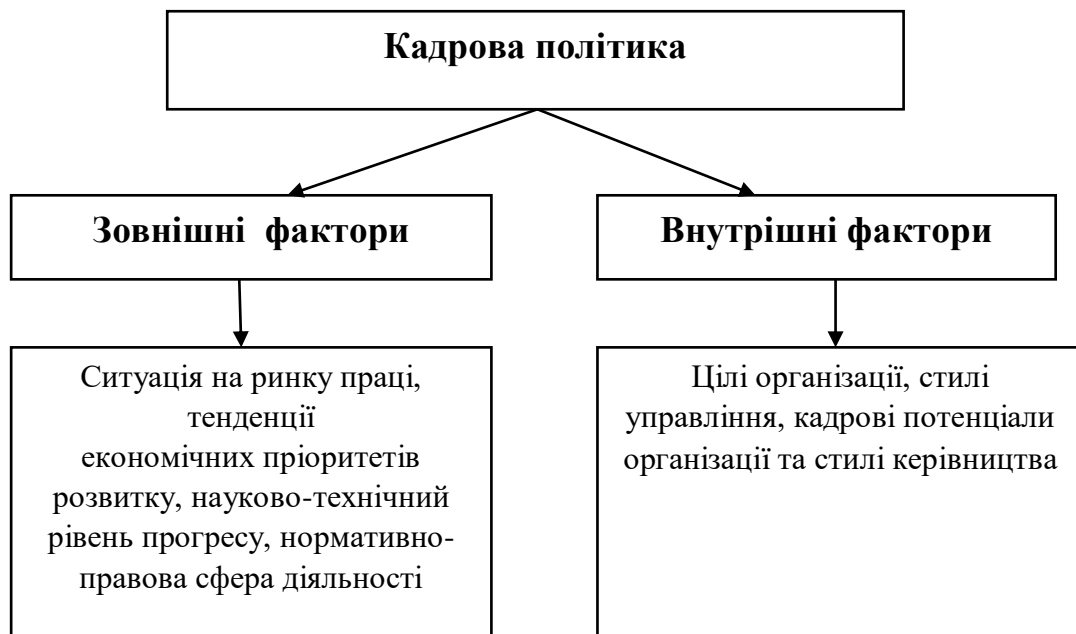 Кадрова політика
Зовнішні фактори
Внутрішні фактори
Ситуація на ринку праці,
тенденції
економічних пріоритетів
розвитку, науково-технічний
рівень прогресу, нормативно-
правова сфера діяльності
Цілі організації, стилі
управління, кадрові потенціали
організації та стилі керівництва